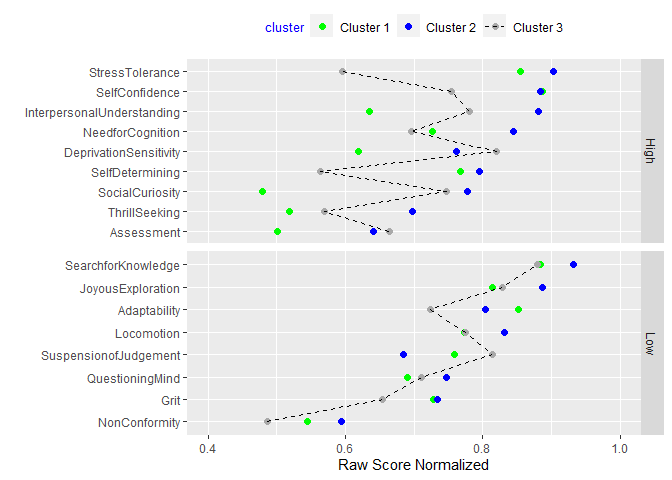 cluster Cluster 1 Cluster 2 Cluster 3
StressTolerance
SelfConfidence
InterpersonalUnderstanding
NeedforCognition
DeprivationSensitivity
SelfDetermining
SocialCuriosity
ThrillSeeking
Assessment
High
SearchforKnowledge
JoyousExploration
Adaptability
Locomotion
SuspensionofJudgement
QuestioningMind
Grit
NonConformity
Low
0.4 0.6 0.8 1.0
Raw Score Normalized